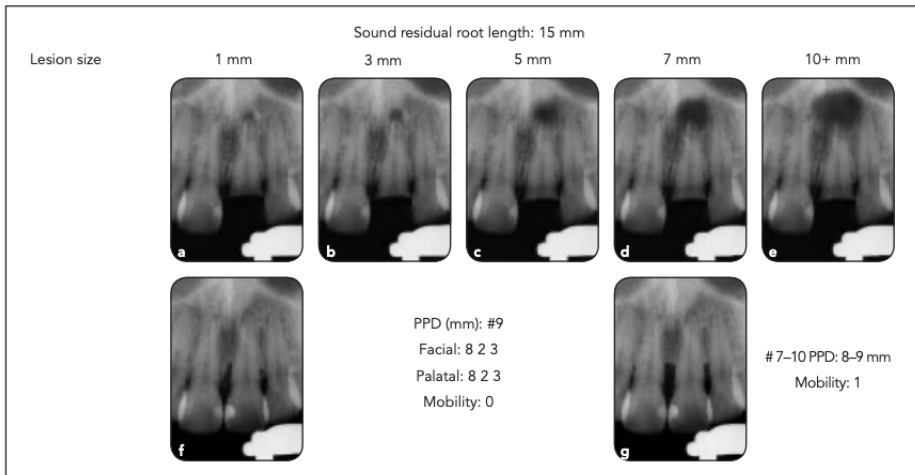 Sound residual root length: 15 mm
Lesion size 1 mm 3 mm 5 mm 7 mm 10+ mm
a b c d e
PPD (mm): #9
Facial: 8 2 3
Palatal: 8 2 3
Mobility: 0
# 7–10 PPD: 8–9 mm
Mobility: 1
f g